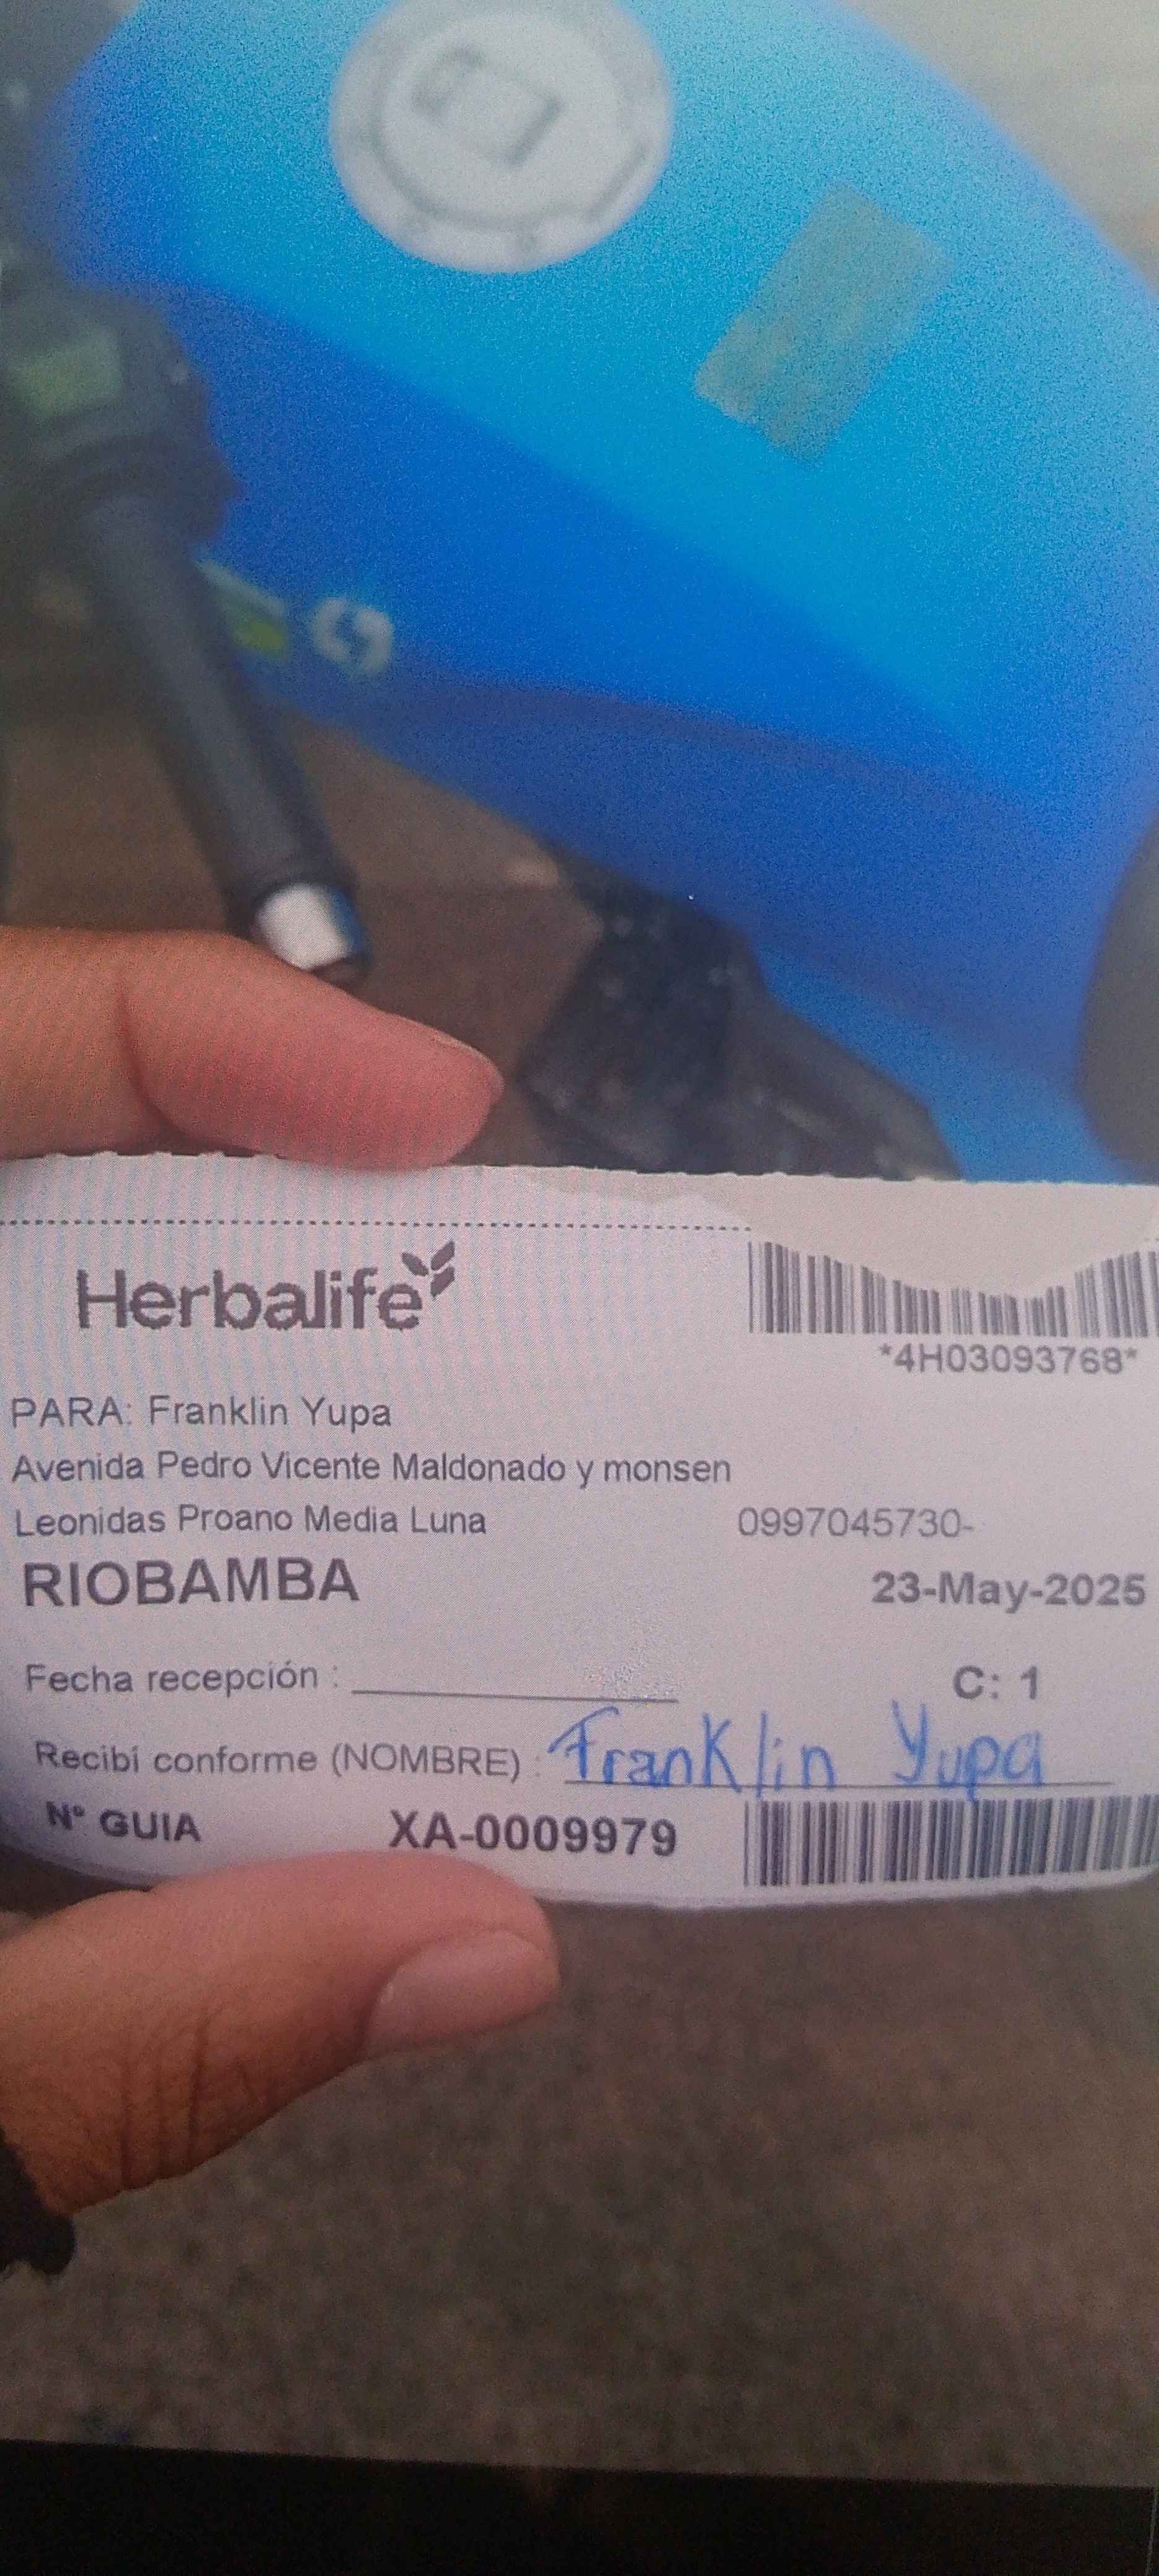 Herbalife
*4H03093768*
PARA: Franklin Yupa
Avenida Pedro Vicente Maldonado y monsen
Leonidas Proano Media Luna 0997045730-
RIOBAMBA 23-May-2025
Fecha recepción : C: 1
Recibí conforme (NOMBRE) : Franklin Yupa
Nº GUIA XA-0009979